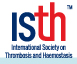 isth™
International Society on
Thrombosis and Haemostasis